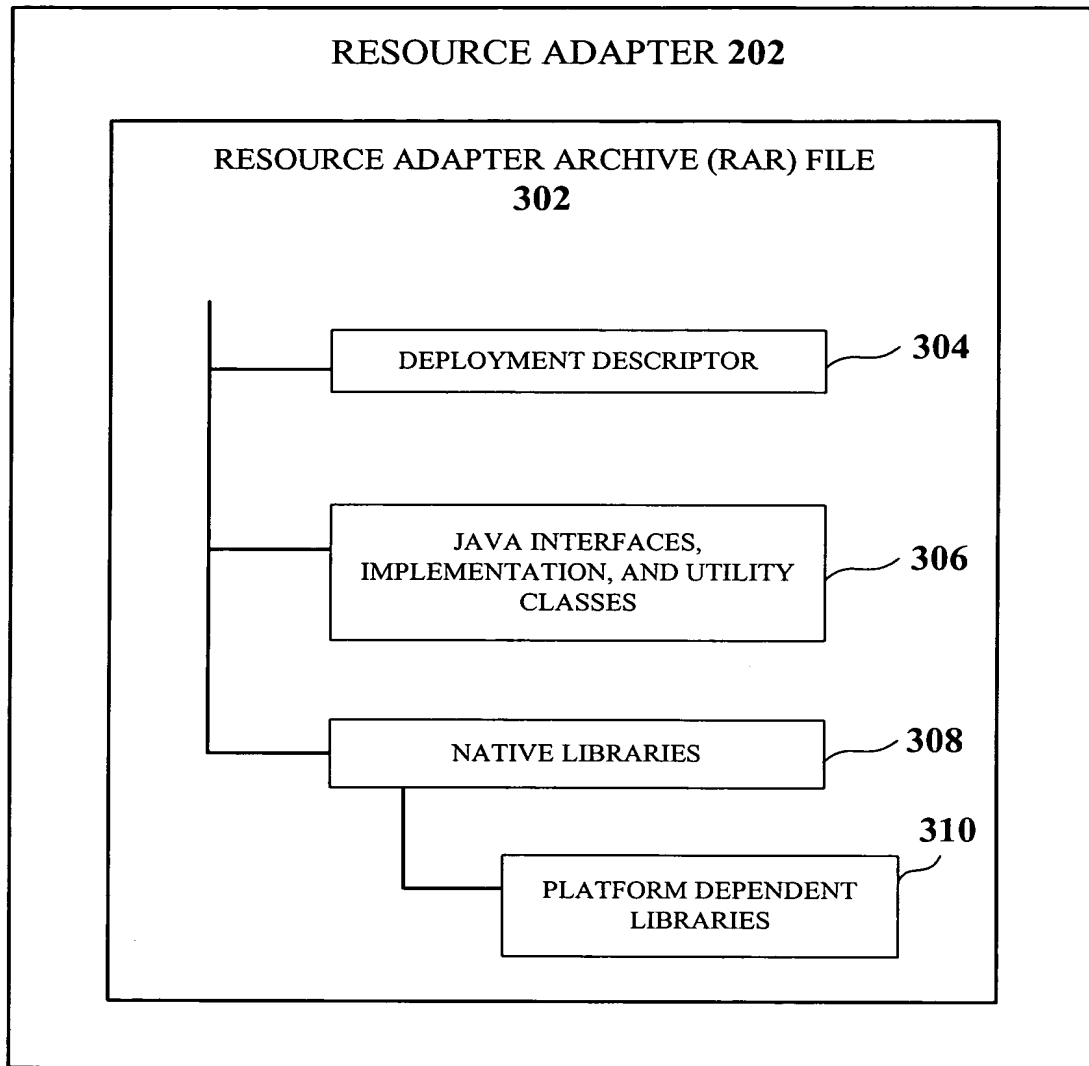 RESOURCE ADAPTER 202
RESOURCE ADAPTER ARCHIVE (RAR) FILE
302
DEPLOYMENT DESCRIPTOR
304
JAVA INTERFACES,
IMPLEMENTATION, AND UTILITY
CLASSES
306
NATIVE LIBRARIES
308
310
PLATFORM DEPENDENT
LIBRARIES